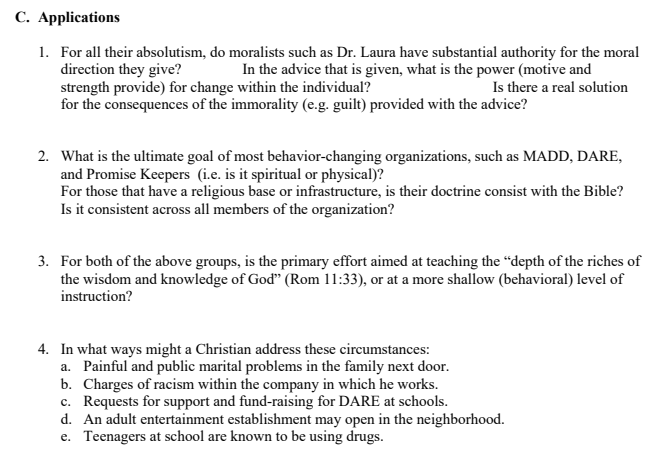 C. Applications
1. For all their absolutism, do moralists such as Dr. Laura have substantial authority for the moral
direction they give? In the advice that is given, what is the power (motive and
strength provide) for change within the individual? Is there a real solution
for the consequences of the immorality (e.g. guilt) provided with the advice?
2. What is the ultimate goal of most behavior-changing organizations, such as MADD, DARE,
and Promise Keepers (i.e. is it spiritual or physical)?
For those that have a religious base or infrastructure, is their doctrine consist with the Bible?
Is it consistent across all members of the organization?
3. For both of the above groups, is the primary effort aimed at teaching the “depth of the riches of
the wisdom and knowledge of God” (Rom 11:33), or at a more shallow (behavioral) level of
instruction?
4. In what ways might a Christian address these circumstances:
a. Painful and public marital problems in the family next door.
b. Charges of racism within the company in which he works.
c. Requests for support and fund-raising for DARE at schools.
d. An adult entertainment establishment may open in the neighborhood.
e. Teenagers at school are known to be using drugs.